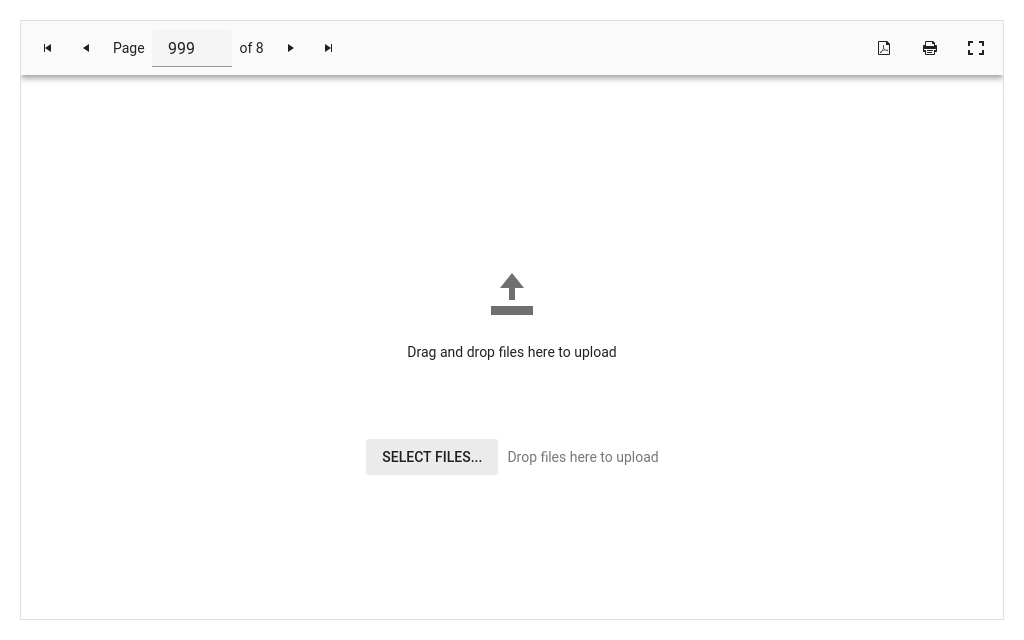 Page 999 of 8
Drag and drop files here to upload
SELECT FILES... Drop files here to upload